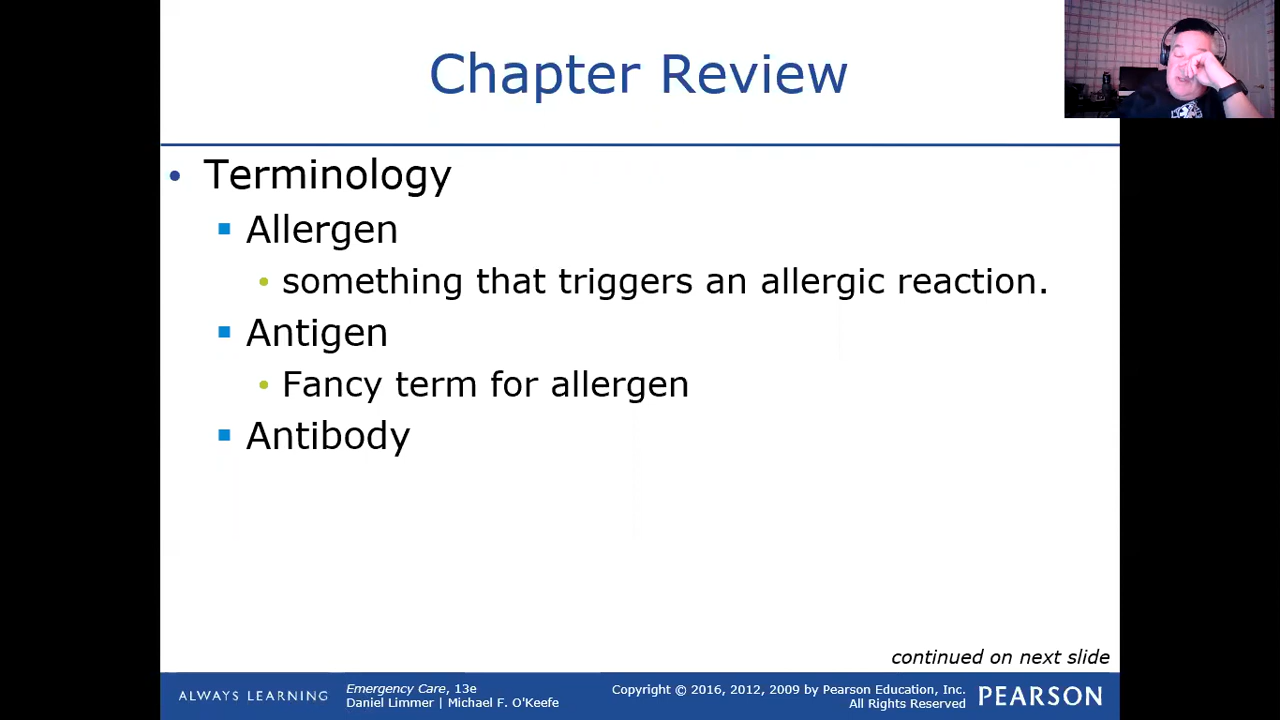 Chapter Review
Terminology
Allergen
something that triggers an allergic reaction.
Antigen
Fancy term for allergen
Antibody
continued on next slide
ALWAYS LEARNING
Emergency Care, 13e
Daniel Limmer | Michael F. O'Keefe
Copyright © 2016, 2012, 2009 by Pearson Education, Inc.
All Rights Reserved
PEARSON